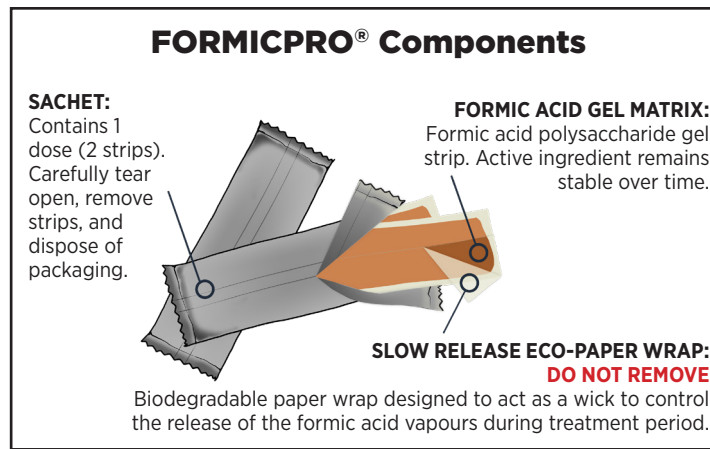 FORMICPRO® Components
SACHET:
Contains 1
dose (2 strips).
Carefully tear
open, remove
strips, and
dispose of
packaging.
FORMIC ACID GEL MATRIX:
Formic acid polysaccharide gel
strip. Active ingredient remains
stable over time.
SLOW RELEASE ECO-PAPER WRAP:
DO NOT REMOVE
Biodegradable paper wrap designed to act as a wick to control
the release of the formic acid vapours during treatment period.